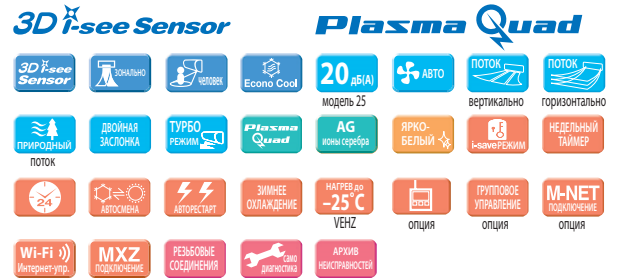 3D i-see Sensor
Plasma Quad
3D i-see
Sensor
ЗОНАЛЬНО
ЧЕЛОВЕК
Econo Cool
20 дБ(А)
модель 25
АВТО
ПОТОК
вертикально
ПОТОК
горизонтально
ПРИРОДНЫЙ
поток
ДВОЙНАЯ
ЗАСЛОНКА
ТУРБО
РЕЖИМ
Plasma
Quad
AG
ионы серебра
ЯРКО-
БЕЛЫЙ
i-save РЕЖИМ
НЕДЕЛЬНЫЙ
ТАЙМЕР
24
АВТОСМЕНА
АВТОРЕСТАРТ
ЗИМНЕЕ
ОХЛАЖДЕНИЕ
НАГРЕВ до
–25˚C
VEHZ
опция
ГРУППОВОЕ
УПРАВЛЕНИЕ
опция
M-NET
ПОДКЛЮЧЕНИЕ
опция
Wi-Fi
Интернет-упр.
MXZ
ПОДКЛЮЧЕНИЕ
РЕЗЬБОВЫЕ
СОЕДИНЕНИЯ
само
диагностика
АРХИВ
НЕИСПРАВНОСТЕЙ